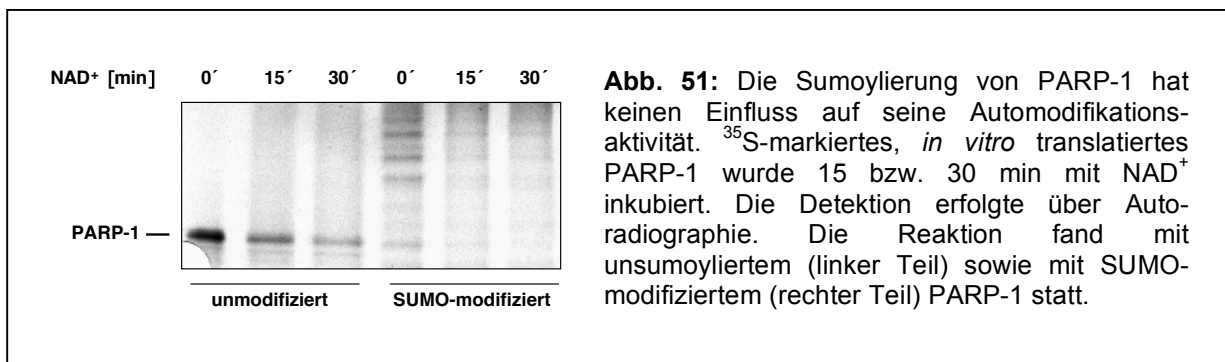 NAD+ [min] 0´ 15´ 30´ 0´ 15´ 30´
PARP-1
unmodifiziert SUMO-modifiziert
Abb. 51: Die Sumoylierung von PARP-1 hat
keinen Einfluss auf seine Automodifikations-
aktivität. 35S-markiertes, in vitro translatiertes
PARP-1 wurde 15 bzw. 30 min mit NAD+
inkubiert. Die Detektion erfolgte über Auto-
radiographie. Die Reaktion fand mit
unsumoyliertem (linker Teil) sowie mit SUMO-
modifiziertem (rechter Teil) PARP-1 statt.